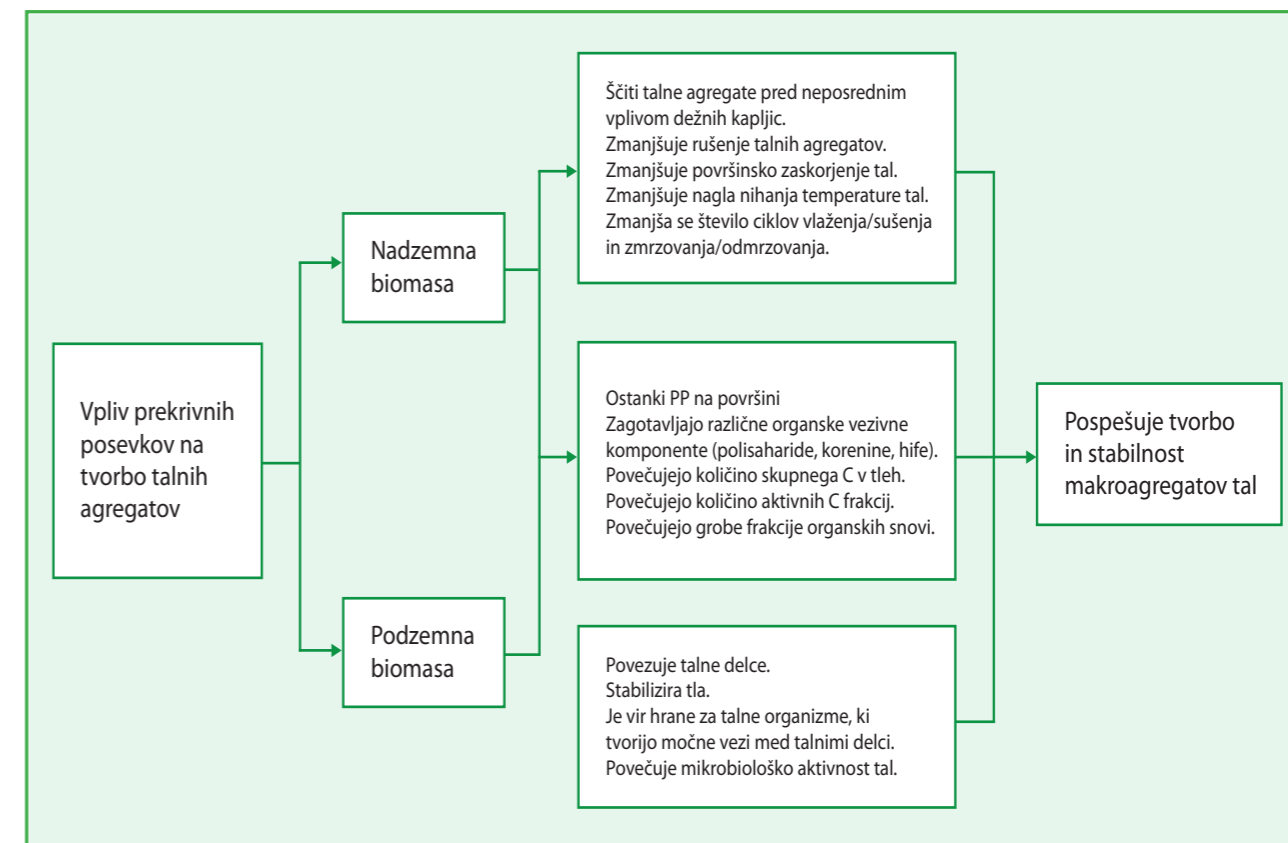 Vpliv prekrivnih
posevkov na
tvorbo talnih
agregatov
Nadzemna
biomasa
Podzemna
biomasa
Ščiti talne agregate pred neposrednim
vplivom dežnih kapljic.
Zmanjšuje rušenje talnih agregatov.
Zmanjšuje površinsko zaskorjenje tal.
Zmanjšuje nagla nihanja temperature tal.
Zmanjša se število ciklov vlaženja/sušenja
in zmrzovanja/odmrzovanja.
Ostanki PP na površini
Zagotavljajo različne organske vezivne
komponente (polisaharide, korenine, hife).
Povečujejo količino skupnega C v tleh.
Povečujejo količino aktivnih C frakcij.
Povečujejo grobe frakcije organskih snovi.
Povezuje talne delce.
Stabilizira tla.
Je vir hrane za talne organizme, ki
tvorijo močne vezi med talnimi delci.
Povečuje mikrobiološko aktivnost tal.
Pospešuje tvorbo
in stabilnost
makroagregatov tal